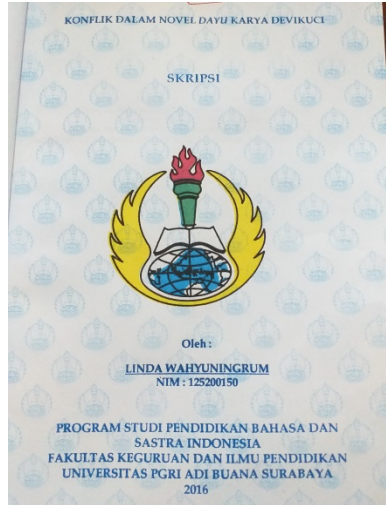 KONFLIK DALAM NOVEL DAYU KARYA DEVIKUCI
SKRIPSI
Oleh :
LINDA WAHYUNINGRUM
NIM : 125200150
PROGRAM STUDI PENDIDIKAN BAHASA DAN
SASTRA INDONESIA
FAKULTAS KEGURUAN DAN ILMU PENDIDIKAN
UNIVERSITAS PGRI ADI BUANA SURABAYA
2016